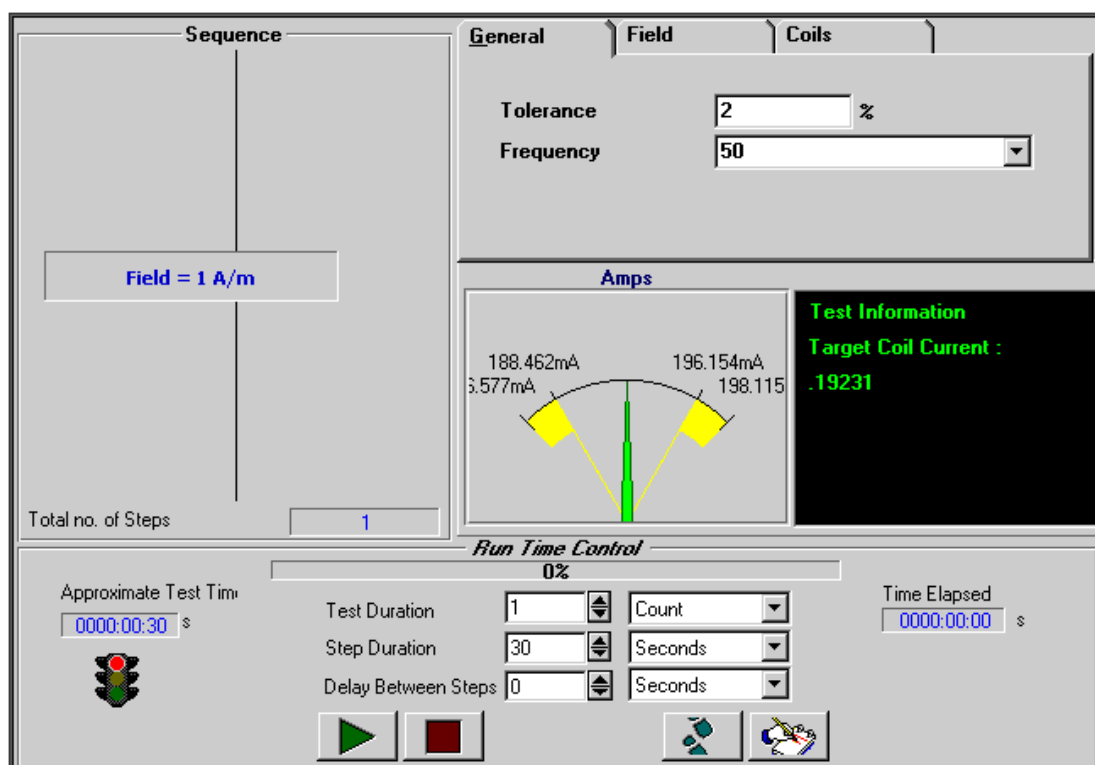 Sequence
Field = 1 A/m
Total no. of Steps 1
General Field Coils
Tolerance 2 %
Frequency 50
Amps
188.462mA 196.154mA
6.577mA 198.115
Test Information
Target Coil Current :
.19231
Run Time Control
0%
Approximate Test Tim
0000:00:30 s
Test Duration 1 Count
Step Duration 30 Seconds
Delay Between Steps 0 Seconds
Time Elapsed
0000:00:00 s